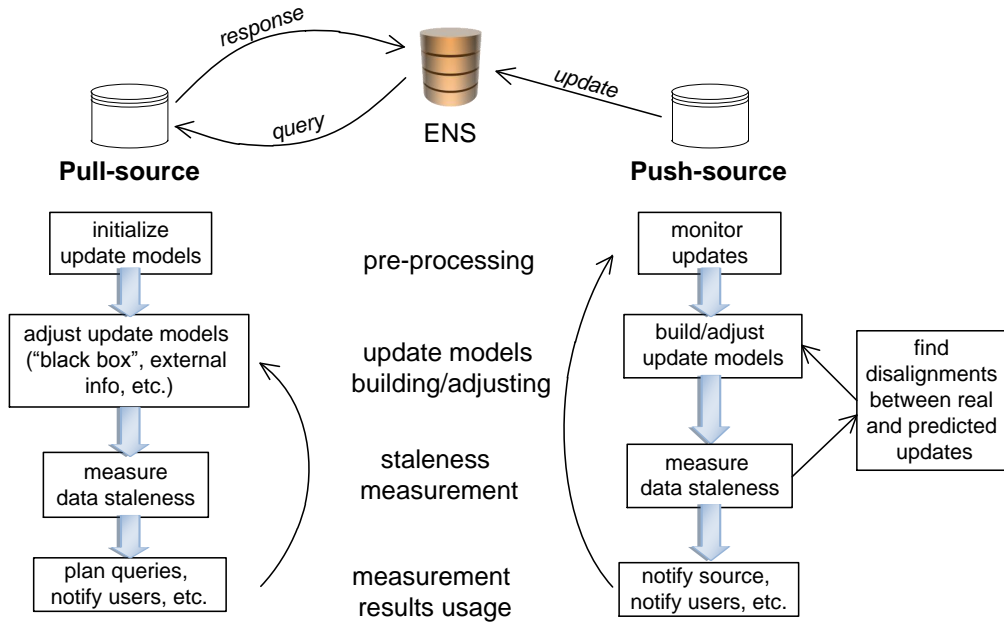 response
query
update
ENS
Pull-source
Push-source
initialize
update models
adjust update models
(“black box”, external
info, etc.)
measure
data staleness
plan queries,
notify users, etc.
pre-processing
update models
building/adjusting
staleness
measurement
measurement
results usage
monitor
updates
build/adjust
update models
measure
data staleness
notify source,
notify users, etc.
find
disalignments
between real
and predicted
updates